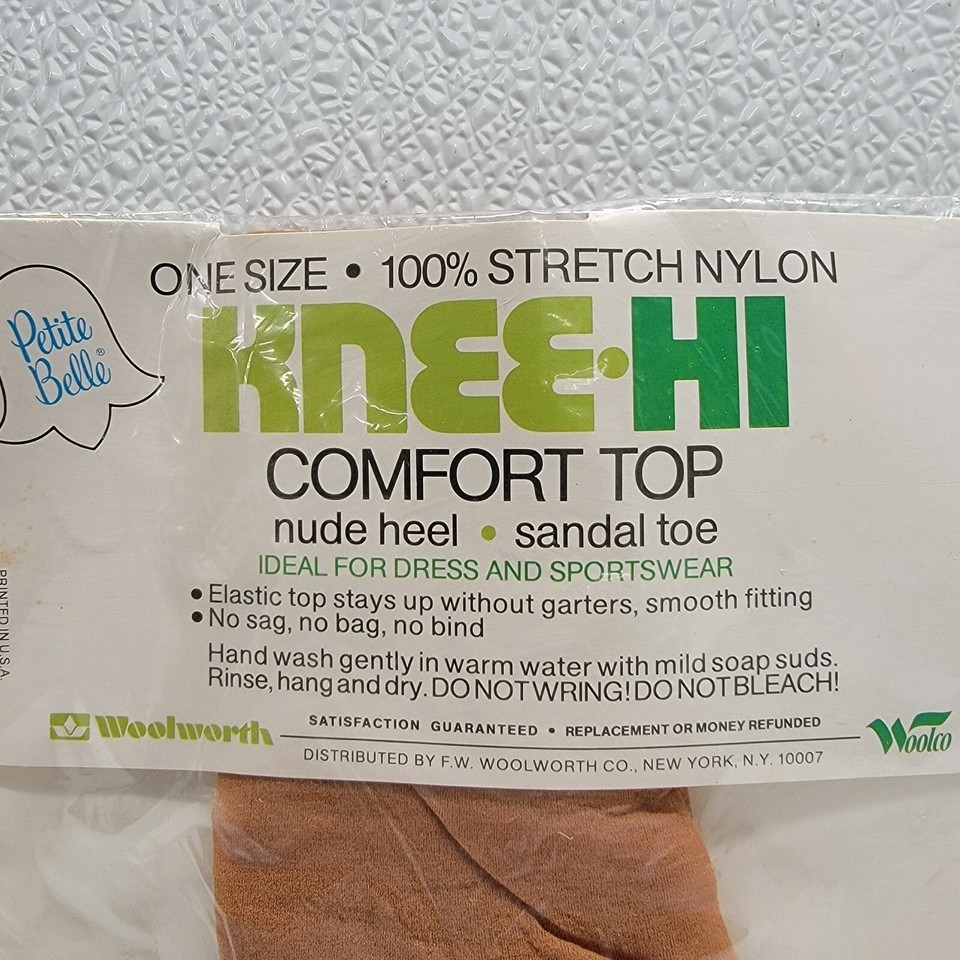 ONE SIZE • 100% STRETCH NYLON
Petite
Belle®
KNEE•HI
COMFORT TOP
nude heel • sandal toe
IDEAL FOR DRESS AND SPORTSWEAR
• Elastic top stays up without garters, smooth fitting
• No sag, no bag, no bind
Hand wash gently in warm water with mild soap suds.
Rinse, hang and dry. DO NOT WRING! DO NOT BLEACH!
PRINTED IN U.S.A.
Woolworth
SATISFACTION GUARANTEED • REPLACEMENT OR MONEY REFUNDED
Woolco
DISTRIBUTED BY F.W. WOOLWORTH CO., NEW YORK, N.Y. 10007